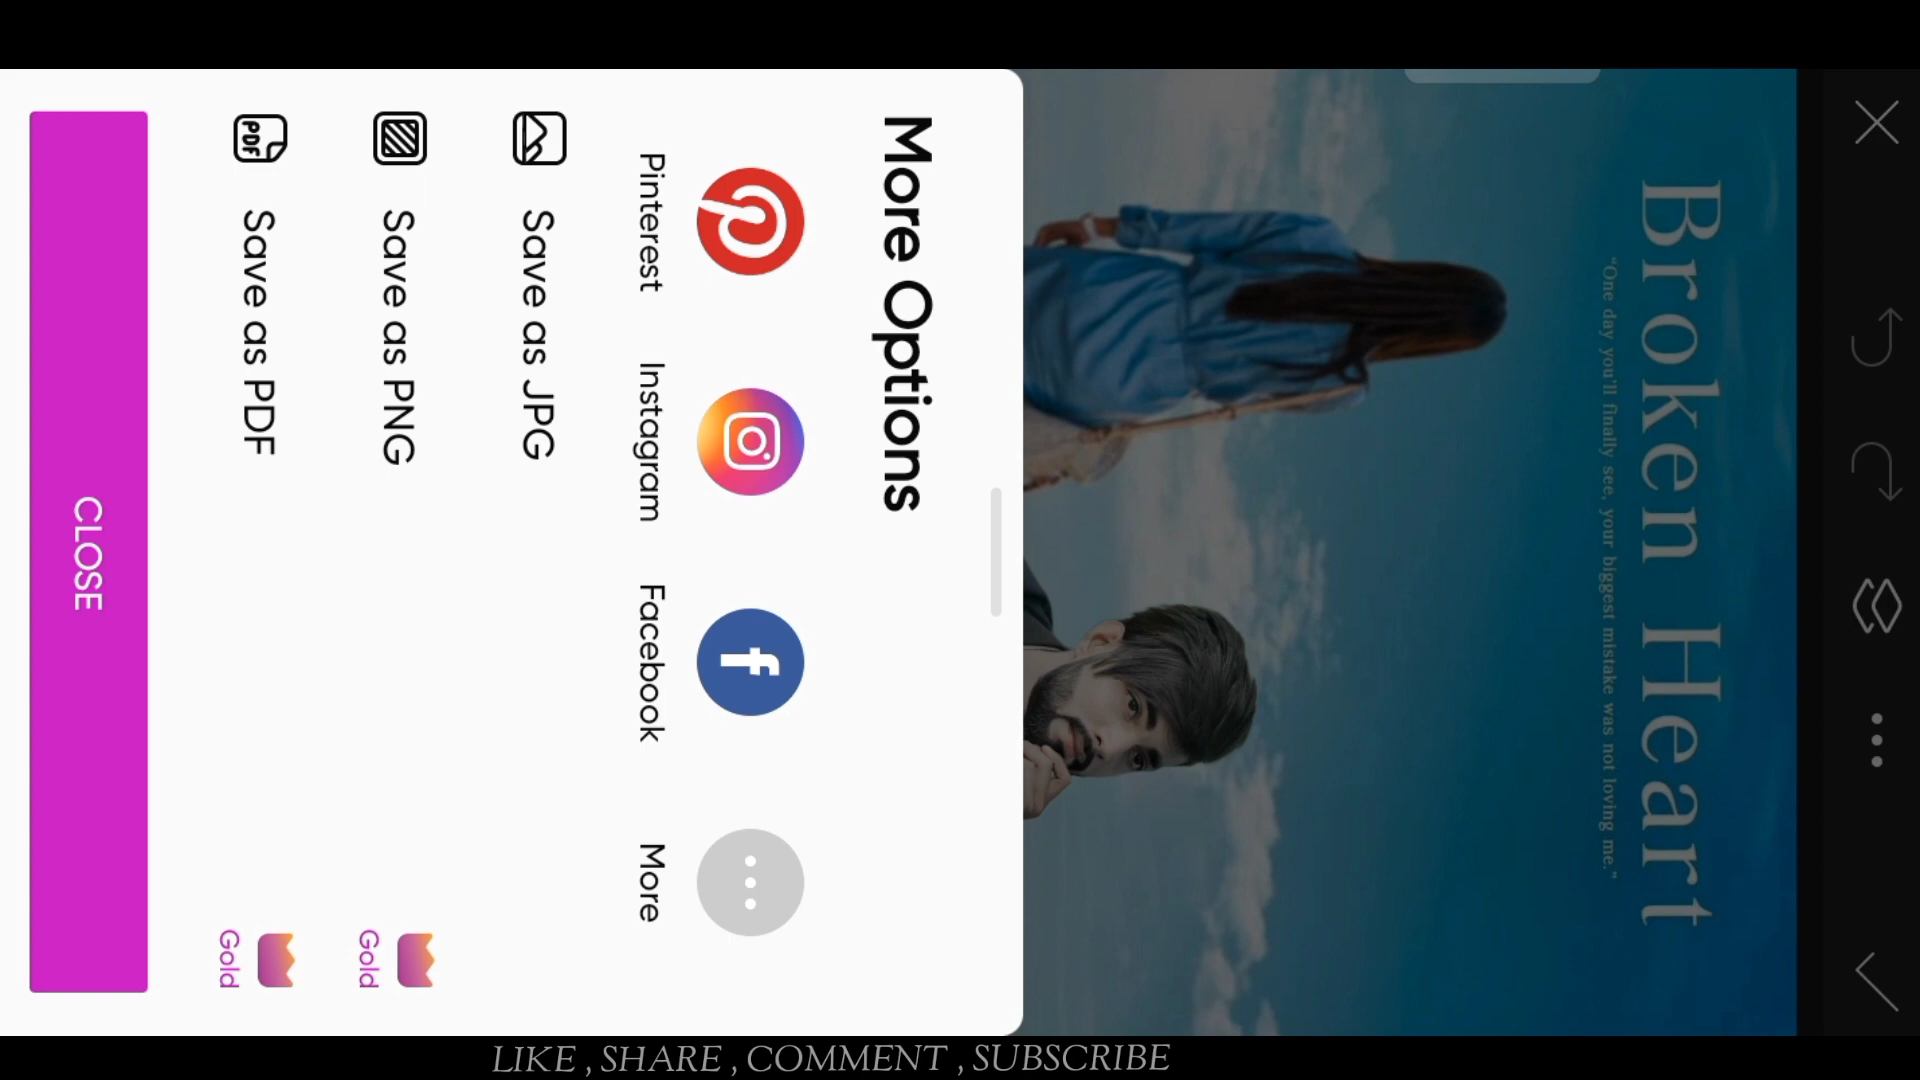 Broken Heart
"One day you'll finally see, your biggest mistake was not loving me."
More Options
Pinterest
Instagram
Facebook
More
Save as JPG
Save as PNG
Gold
Save as PDF
Gold
CLOSE
LIKE , SHARE , COMMENT , SUBSCRIBE